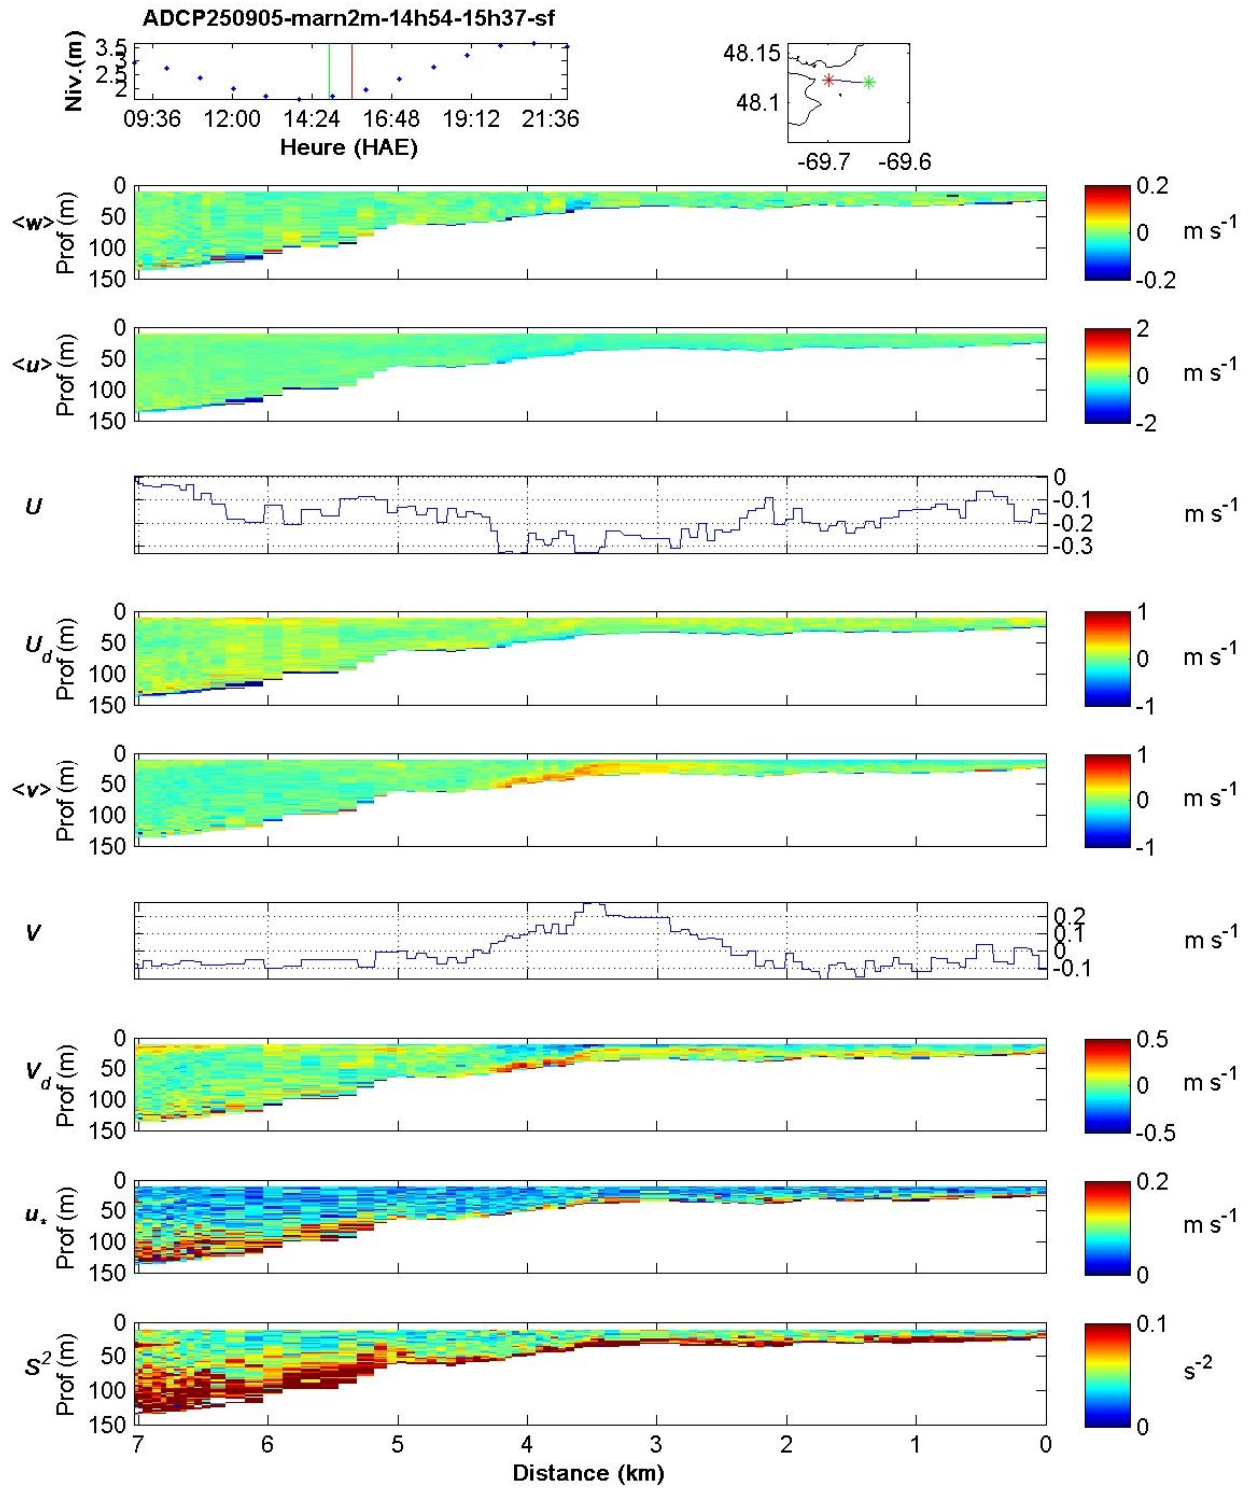 ADCP250905-marn2m-14h54-15h37-sf
Niv.(m)
3.5
3
2.5
2
09:36 12:00 14:24 16:48 19:12 21:36
Heure (HAE)
48.15
48.1
-69.7 -69.6
<w>
Prof (m)
0
50
100
150
0.2
0
-0.2
m s-1
<u>
Prof (m)
0
50
100
150
2
0
-2
m s-1
U
0
-0.1
-0.2
-0.3
m s-1
Ud
Prof (m)
0
50
100
150
1
0
-1
m s-1
<v>
Prof (m)
0
50
100
150
1
0
-1
m s-1
V
0.2
0.1
0
-0.1
m s-1
Vd
Prof (m)
0
50
100
150
0.5
0
-0.5
m s-1
u*
Prof (m)
0
50
100
150
0.2
0
m s-1
S2
Prof (m)
0
50
100
150
0.1
0
s-2
7 6 5 4 3 2 1 0
Distance (km)